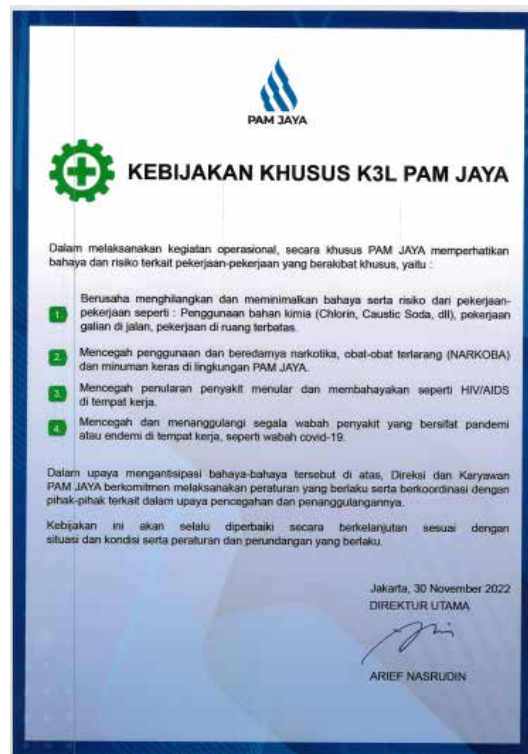 PAM JAYA
KEBIJAKAN KHUSUS K3L PAM JAYA
Dalam melaksanakan kegiatan operasional, secara khusus PAM JAYA memperhatikan
bahaya dan risiko terkait pekerjaan-pekerjaan yang berakibat khusus, yaitu :
1. Berusaha menghilangkan dan meminimalkan bahaya serta risiko dari pekerjaan-
pekerjaan seperti : Penggunaan bahan kimia (Chlorin, Caustic Soda, dll), pekerjaan
galian di jalan, pekerjaan di ruang terbatas.
2. Mencegah penggunaan dan beredarnya narkotika, obat-obat terlarang (NARKOBA)
dan minuman keras di lingkungan PAM JAYA.
3. Mencegah penularan penyakit menular dan membahayakan seperti HIV/AIDS
di tempat kerja.
4. Mencegah dan menanggulangi segala wabah penyakit yang bersifat pandemi
atau endemi di tempat kerja, seperti wabah covid-19.
Dalam upaya mengantisipasi bahaya-bahaya tersebut di atas, Direksi dan Karyawan
PAM JAYA berkomitmen melaksanakan peraturan yang berlaku serta berkoordinasi dengan
pihak-pihak terkait dalam upaya pencegahan dan penanggulangannya.
Kebijakan ini akan selalu diperbaiki secara berkelanjutan sesuai dengan
situasi dan kondisi serta peraturan dan perundangan yang berlaku.
Jakarta, 30 November 2022
DIREKTUR UTAMA
ARIEF NASRUDIN